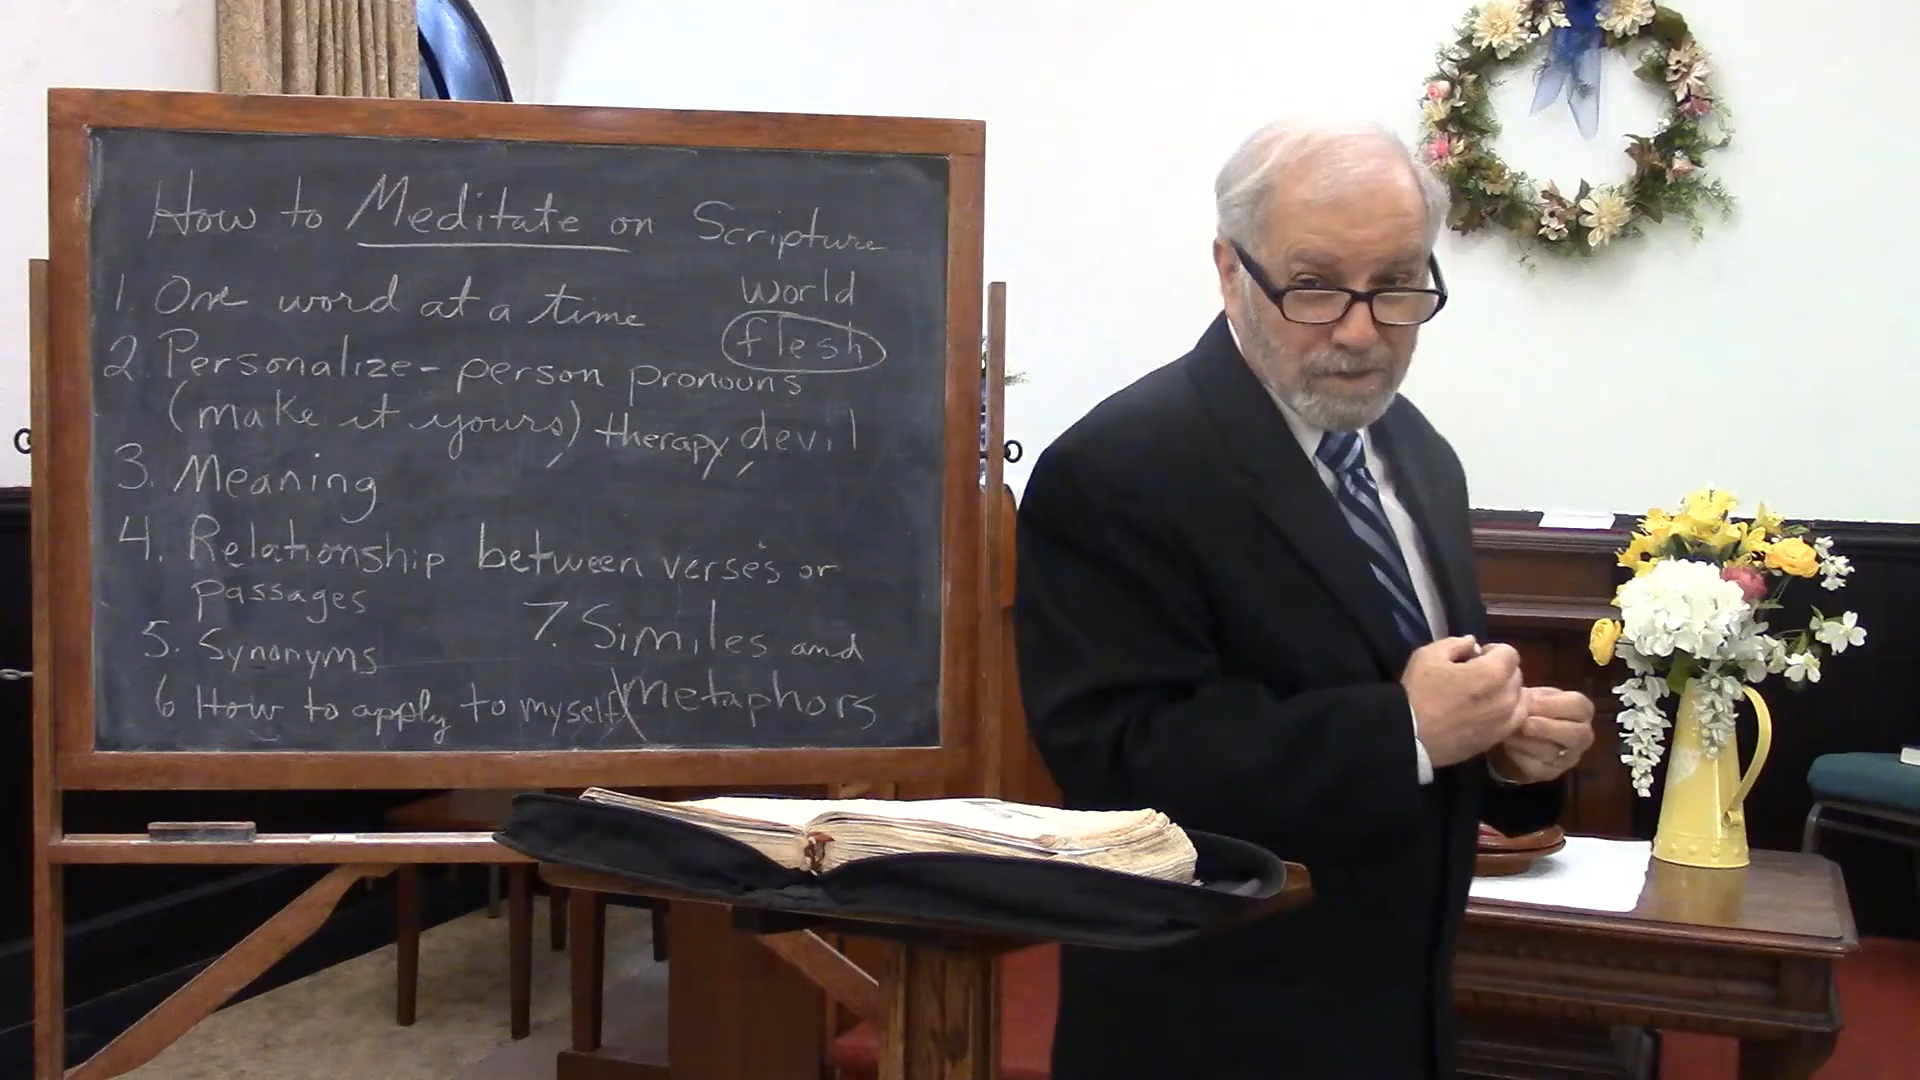 How to Meditate on Scripture
1. One word at a time
world
flesh
2 Personalize - person pronouns
(make it yours) therapy, devil
3. Meaning
4. Relationship between verses or
passages
5. Synonyms
6 How to apply to myself
7. Similes and
Metaphors